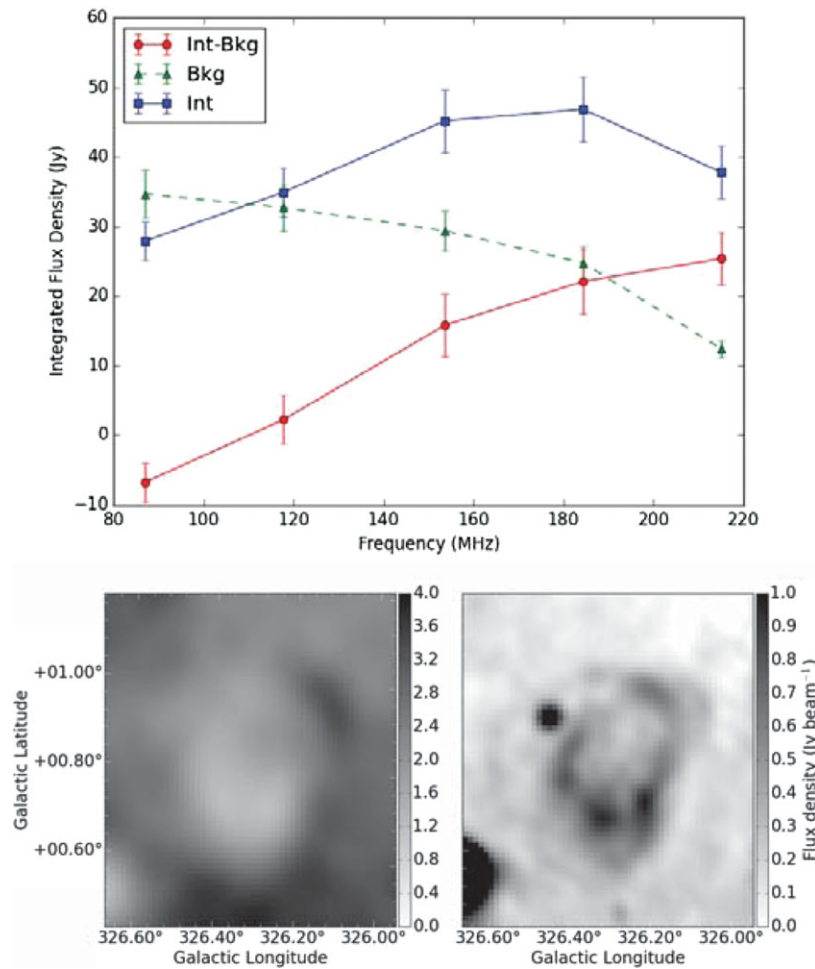 60
50
40
30
20
10
0
−10
80 100 120 140 160 180 200 220
Integrated Flux Density (Jy)
Frequency (MHz)
Int-Bkg
Bkg
Int
+01.00°
+00.80°
+00.60°
Galactic Latitude
326.60° 326.40° 326.20° 326.00°
Galactic Longitude
4.0
3.6
3.2
2.8
2.4
2.0
1.6
1.2
0.8
0.4
0.0
326.60° 326.40° 326.20° 326.00°
Galactic Longitude
1.0
0.9
0.8
0.7
0.6
0.5
0.4
0.3
0.2
0.1
0.0
Flux density (Jy beam⁻¹)